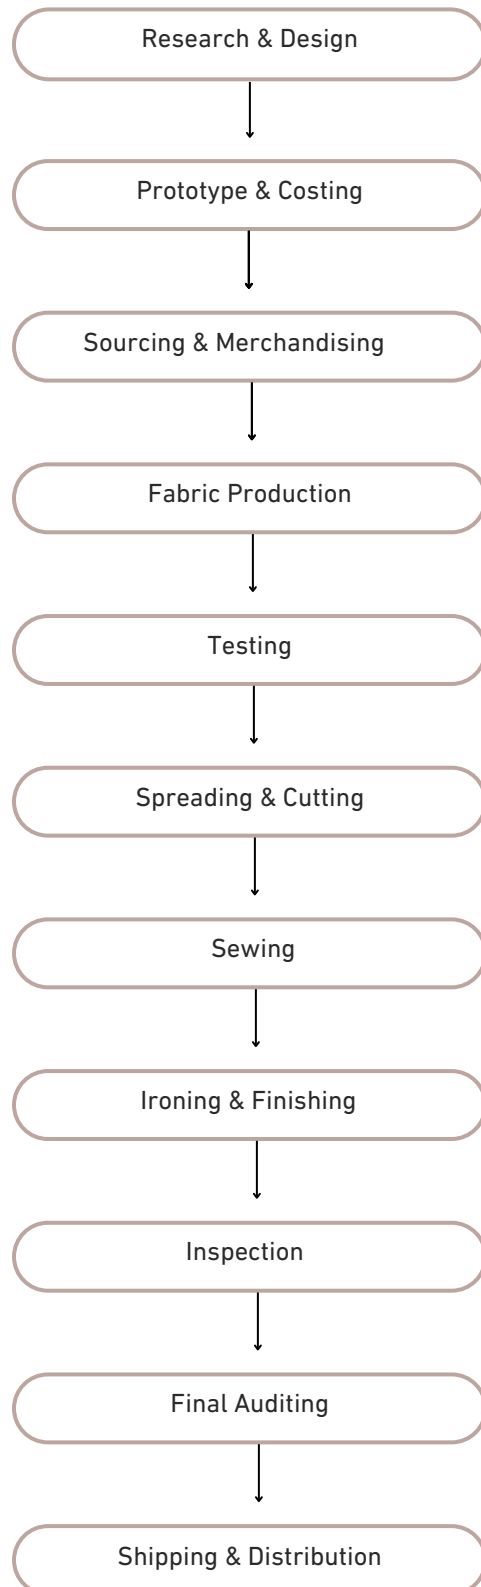 Research & Design
Prototype & Costing
Sourcing & Merchandising
Fabric Production
Testing
Spreading & Cutting
Sewing
Ironing & Finishing
Inspection
Final Auditing
Shipping & Distribution